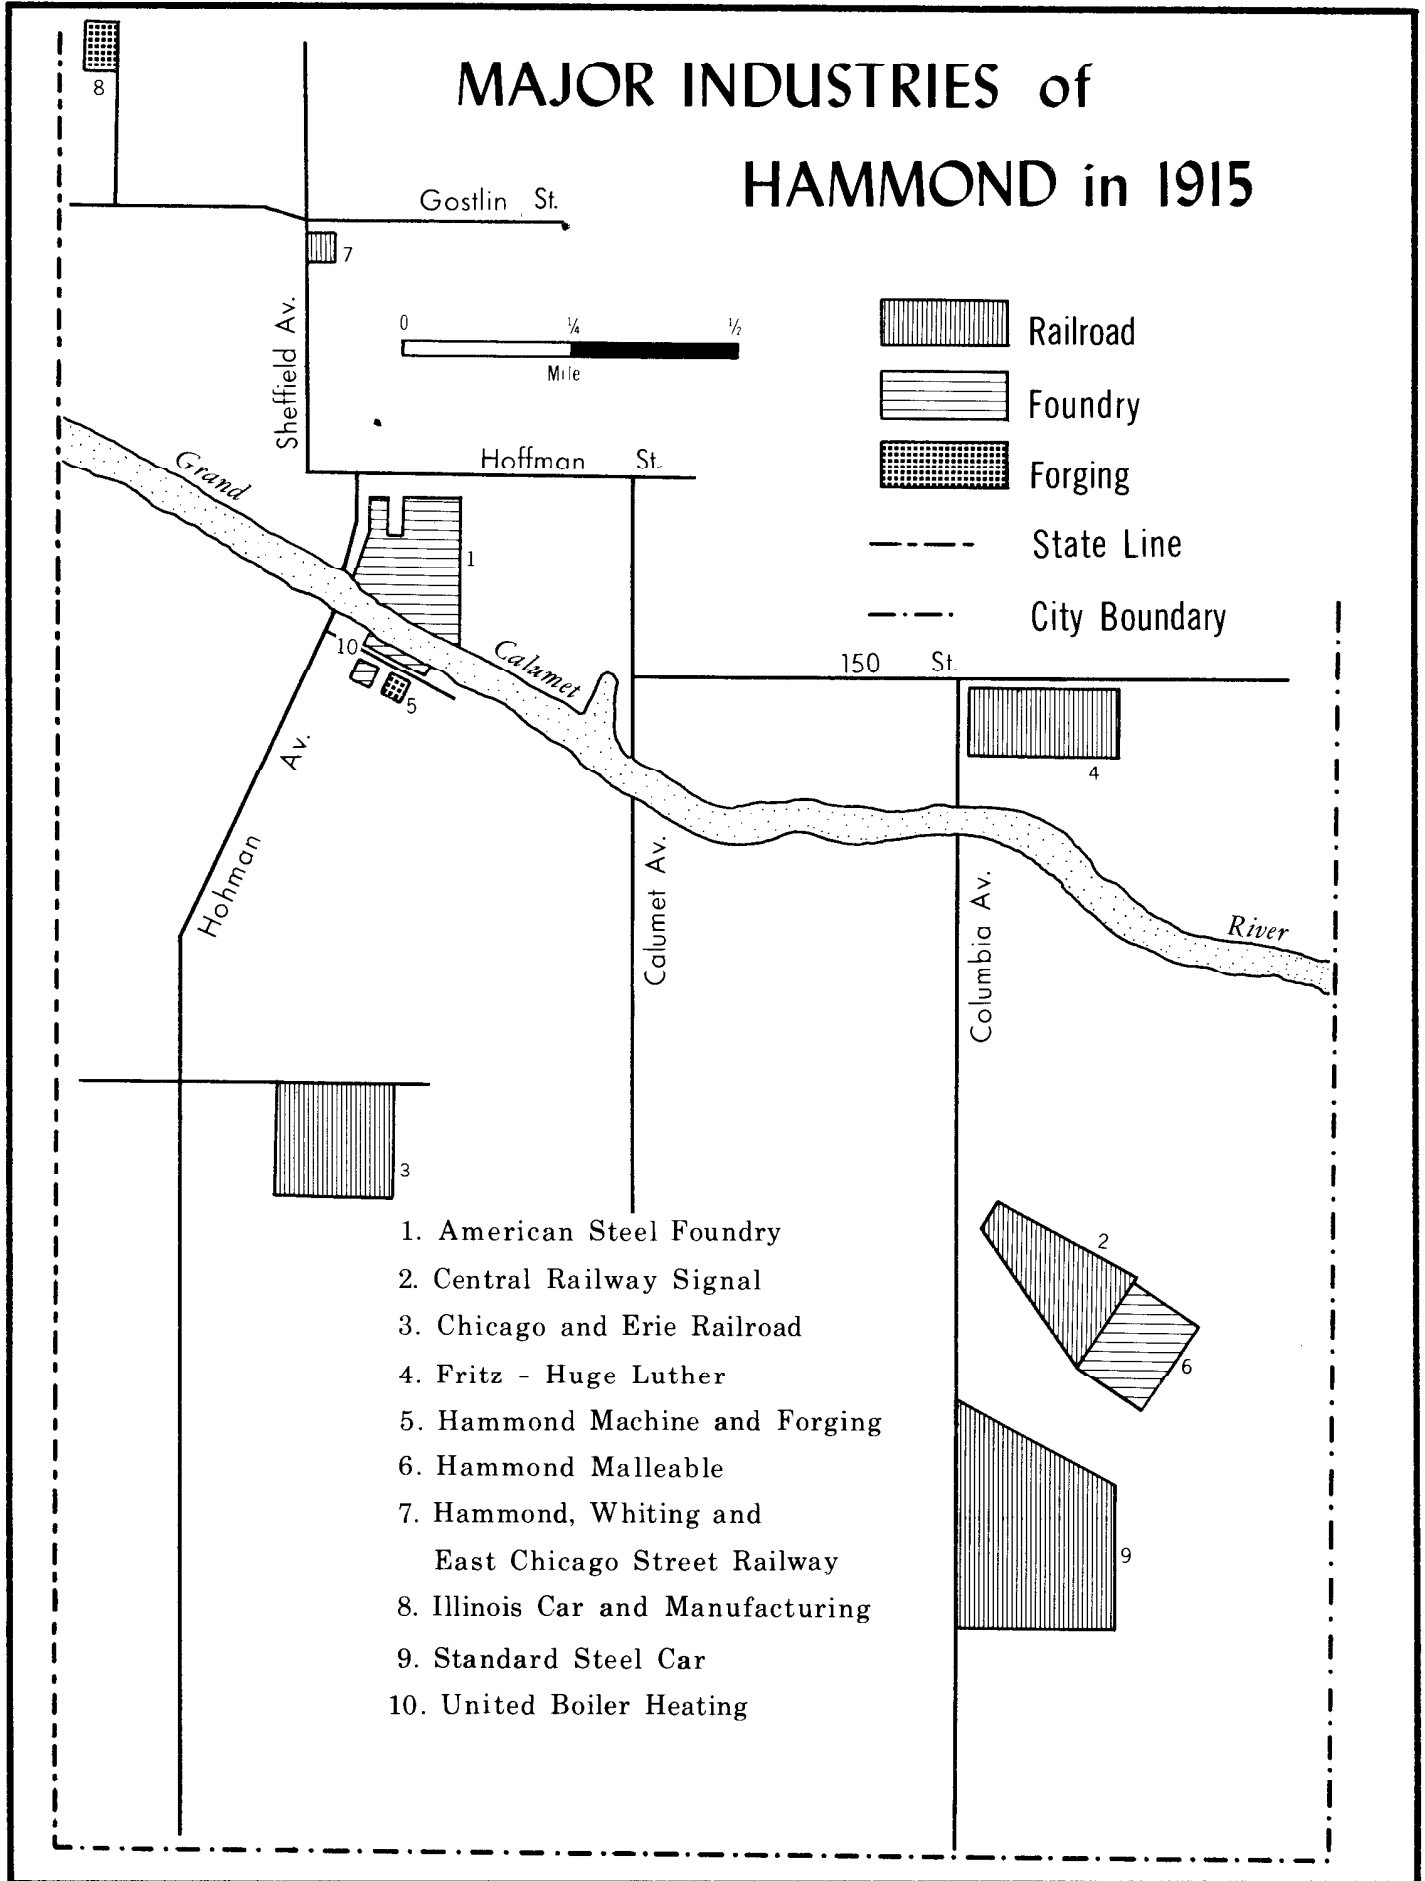 MAJOR INDUSTRIES of
HAMMOND in 1915
8
Gostlin St.
7
Sheffield Av.
0 ¼ ½
Mile
Railroad
Foundry
Forging
State Line
City Boundary
Hoffman St.
Grand
1
10
5
Calumet
150 St.
4
Av.
Hohman
Calumet Av.
Columbia Av.
River
3
2
6
9
1. American Steel Foundry
2. Central Railway Signal
3. Chicago and Erie Railroad
4. Fritz - Huge Luther
5. Hammond Machine and Forging
6. Hammond Malleable
7. Hammond, Whiting and
East Chicago Street Railway
8. Illinois Car and Manufacturing
9. Standard Steel Car
10. United Boiler Heating